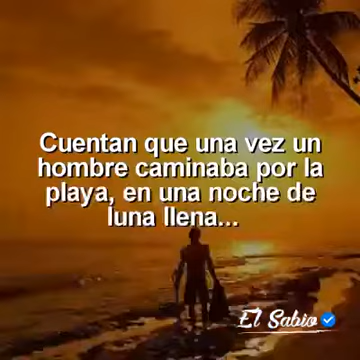 Cuentan que una vez un
hombre caminaba por la
playa, en una noche de
luna llena...
El Sabio